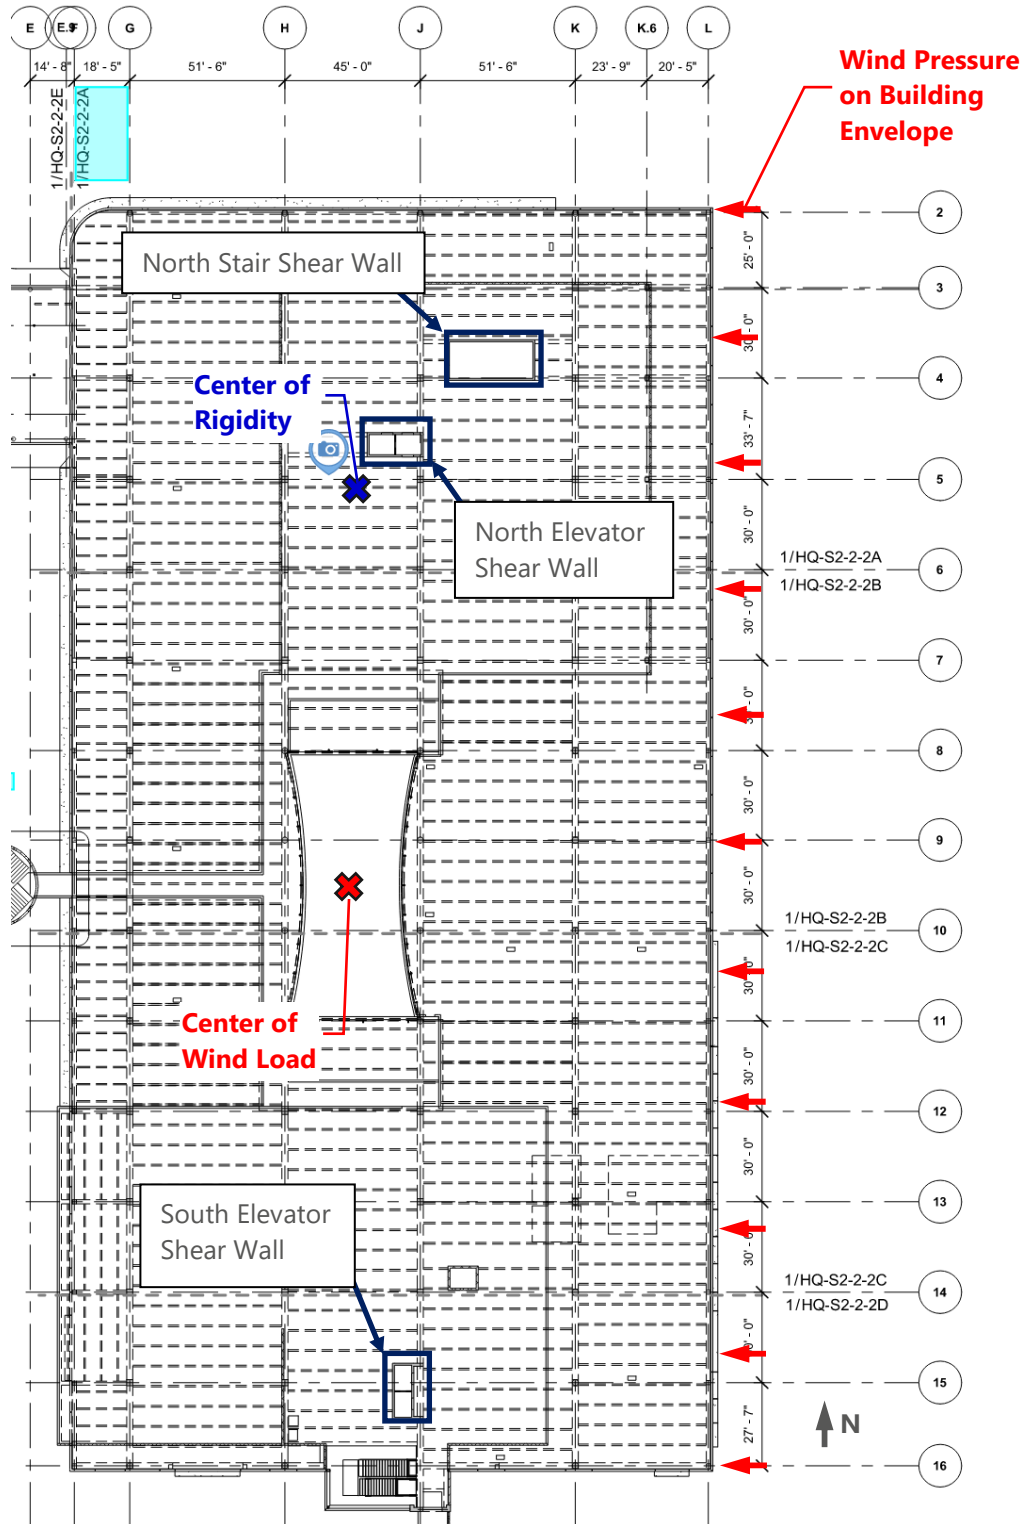 E
E.9
F
G
H
J
K
K.6
L
14' - 8"
18' - 5"
51' - 6"
45' - 0"
51' - 6"
23' - 9"
20' - 5"
Wind Pressure
on Building
Envelope
1/HQ-S2-2-2E
1/HQ-S2-2-2A
2
25' - 0"
North Stair Shear Wall
3
30' - 0"
4
Center of
Rigidity
33' - 7"
5
North Elevator
Shear Wall
30' - 0"
1/HQ-S2-2-2A
6
1/HQ-S2-2-2B
30' - 0"
7
8
30' - 0"
9
30' - 0"
1/HQ-S2-2-2B
10
1/HQ-S2-2-2C
30' - 0"
Center of
Wind Load
11
30' - 0"
12
30' - 0"
13
South Elevator
Shear Wall
30' - 0"
1/HQ-S2-2-2C
14
1/HQ-S2-2-2D
15
27' - 7"
N
16